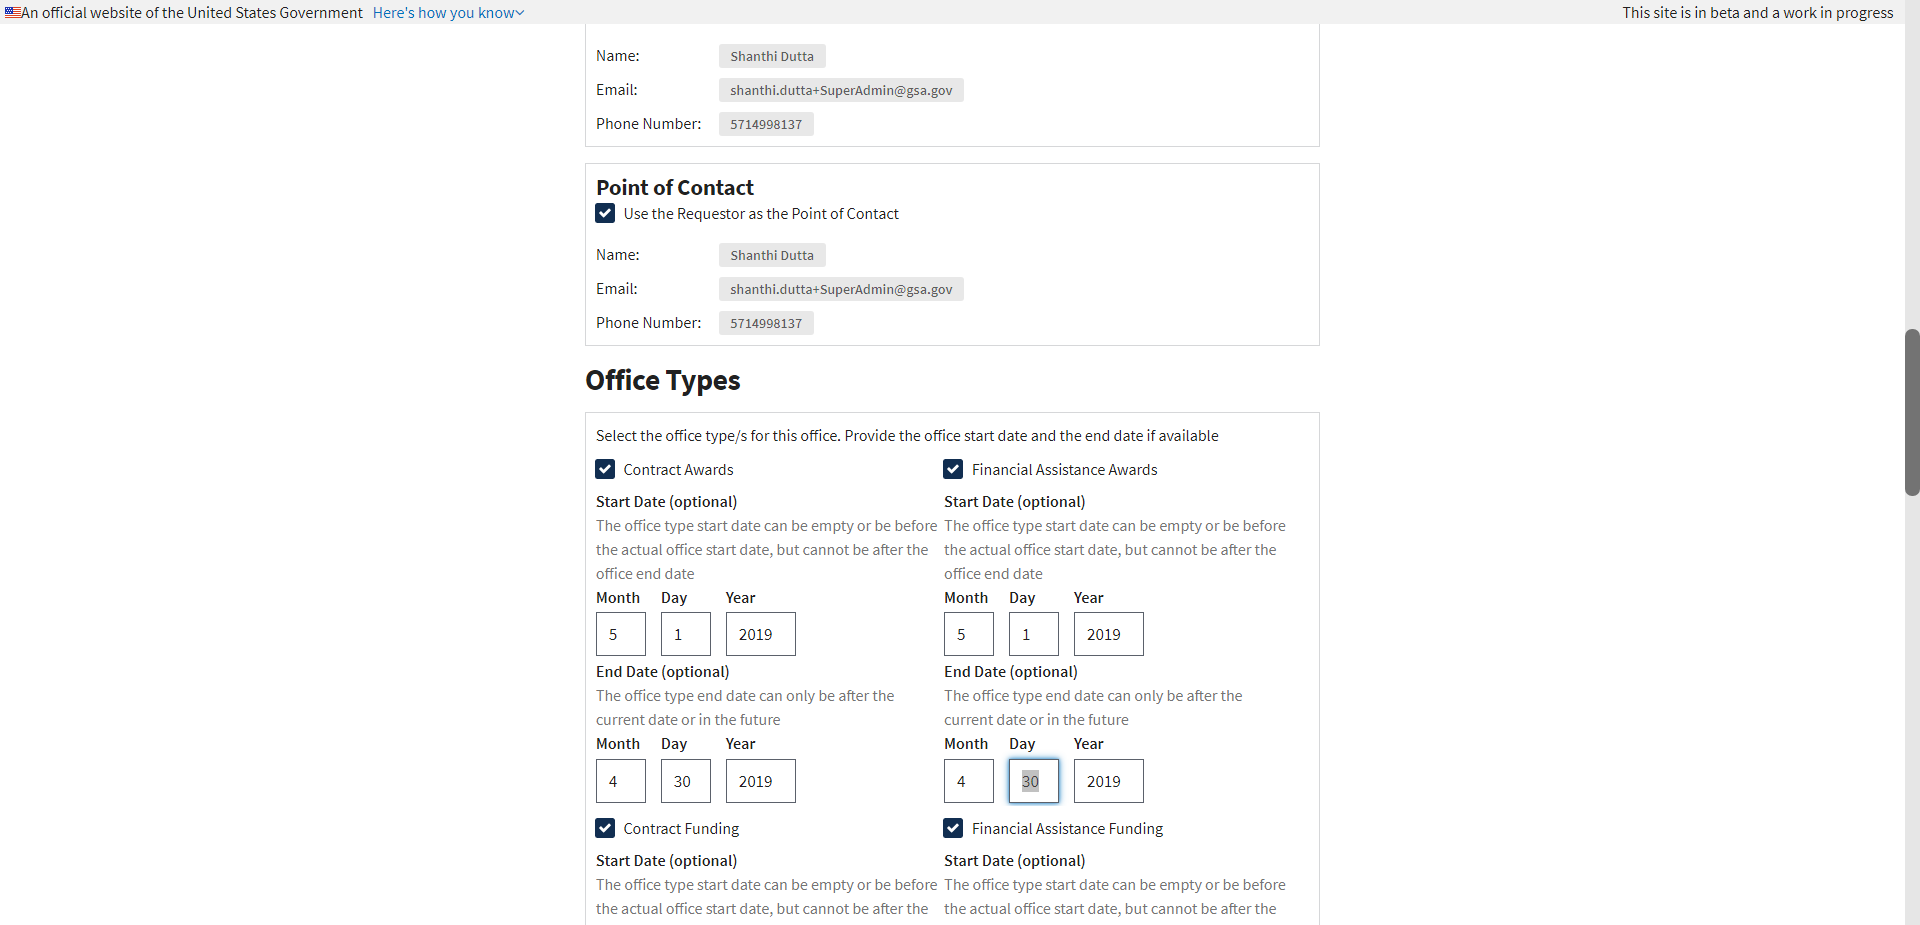 An official website of the United States Government Here's how you know
This site is in beta and a work in progress
Name: Shanthi Dutta
Email: shanthi.dutta+SuperAdmin@gsa.gov
Phone Number: 5714998137
Point of Contact
Use the Requestor as the Point of Contact
Name: Shanthi Dutta
Email: shanthi.dutta+SuperAdmin@gsa.gov
Phone Number: 5714998137
Office Types
Select the office type/s for this office. Provide the office start date and the end date if available
Contract Awards
Start Date (optional)
The office type start date can be empty or be before
the actual office start date, but cannot be after the
office end date
Month Day Year
5 1 2019
End Date (optional)
The office type end date can only be after the
current date or in the future
Month Day Year
4 30 2019
Financial Assistance Awards
Start Date (optional)
The office type start date can be empty or be before
the actual office start date, but cannot be after the
office end date
Month Day Year
5 1 2019
End Date (optional)
The office type end date can only be after the
current date or in the future
Month Day Year
4 30 2019
Contract Funding
Start Date (optional)
The office type start date can be empty or be before
the actual office start date, but cannot be after the
Financial Assistance Funding
Start Date (optional)
The office type start date can be empty or be before
the actual office start date, but cannot be after the